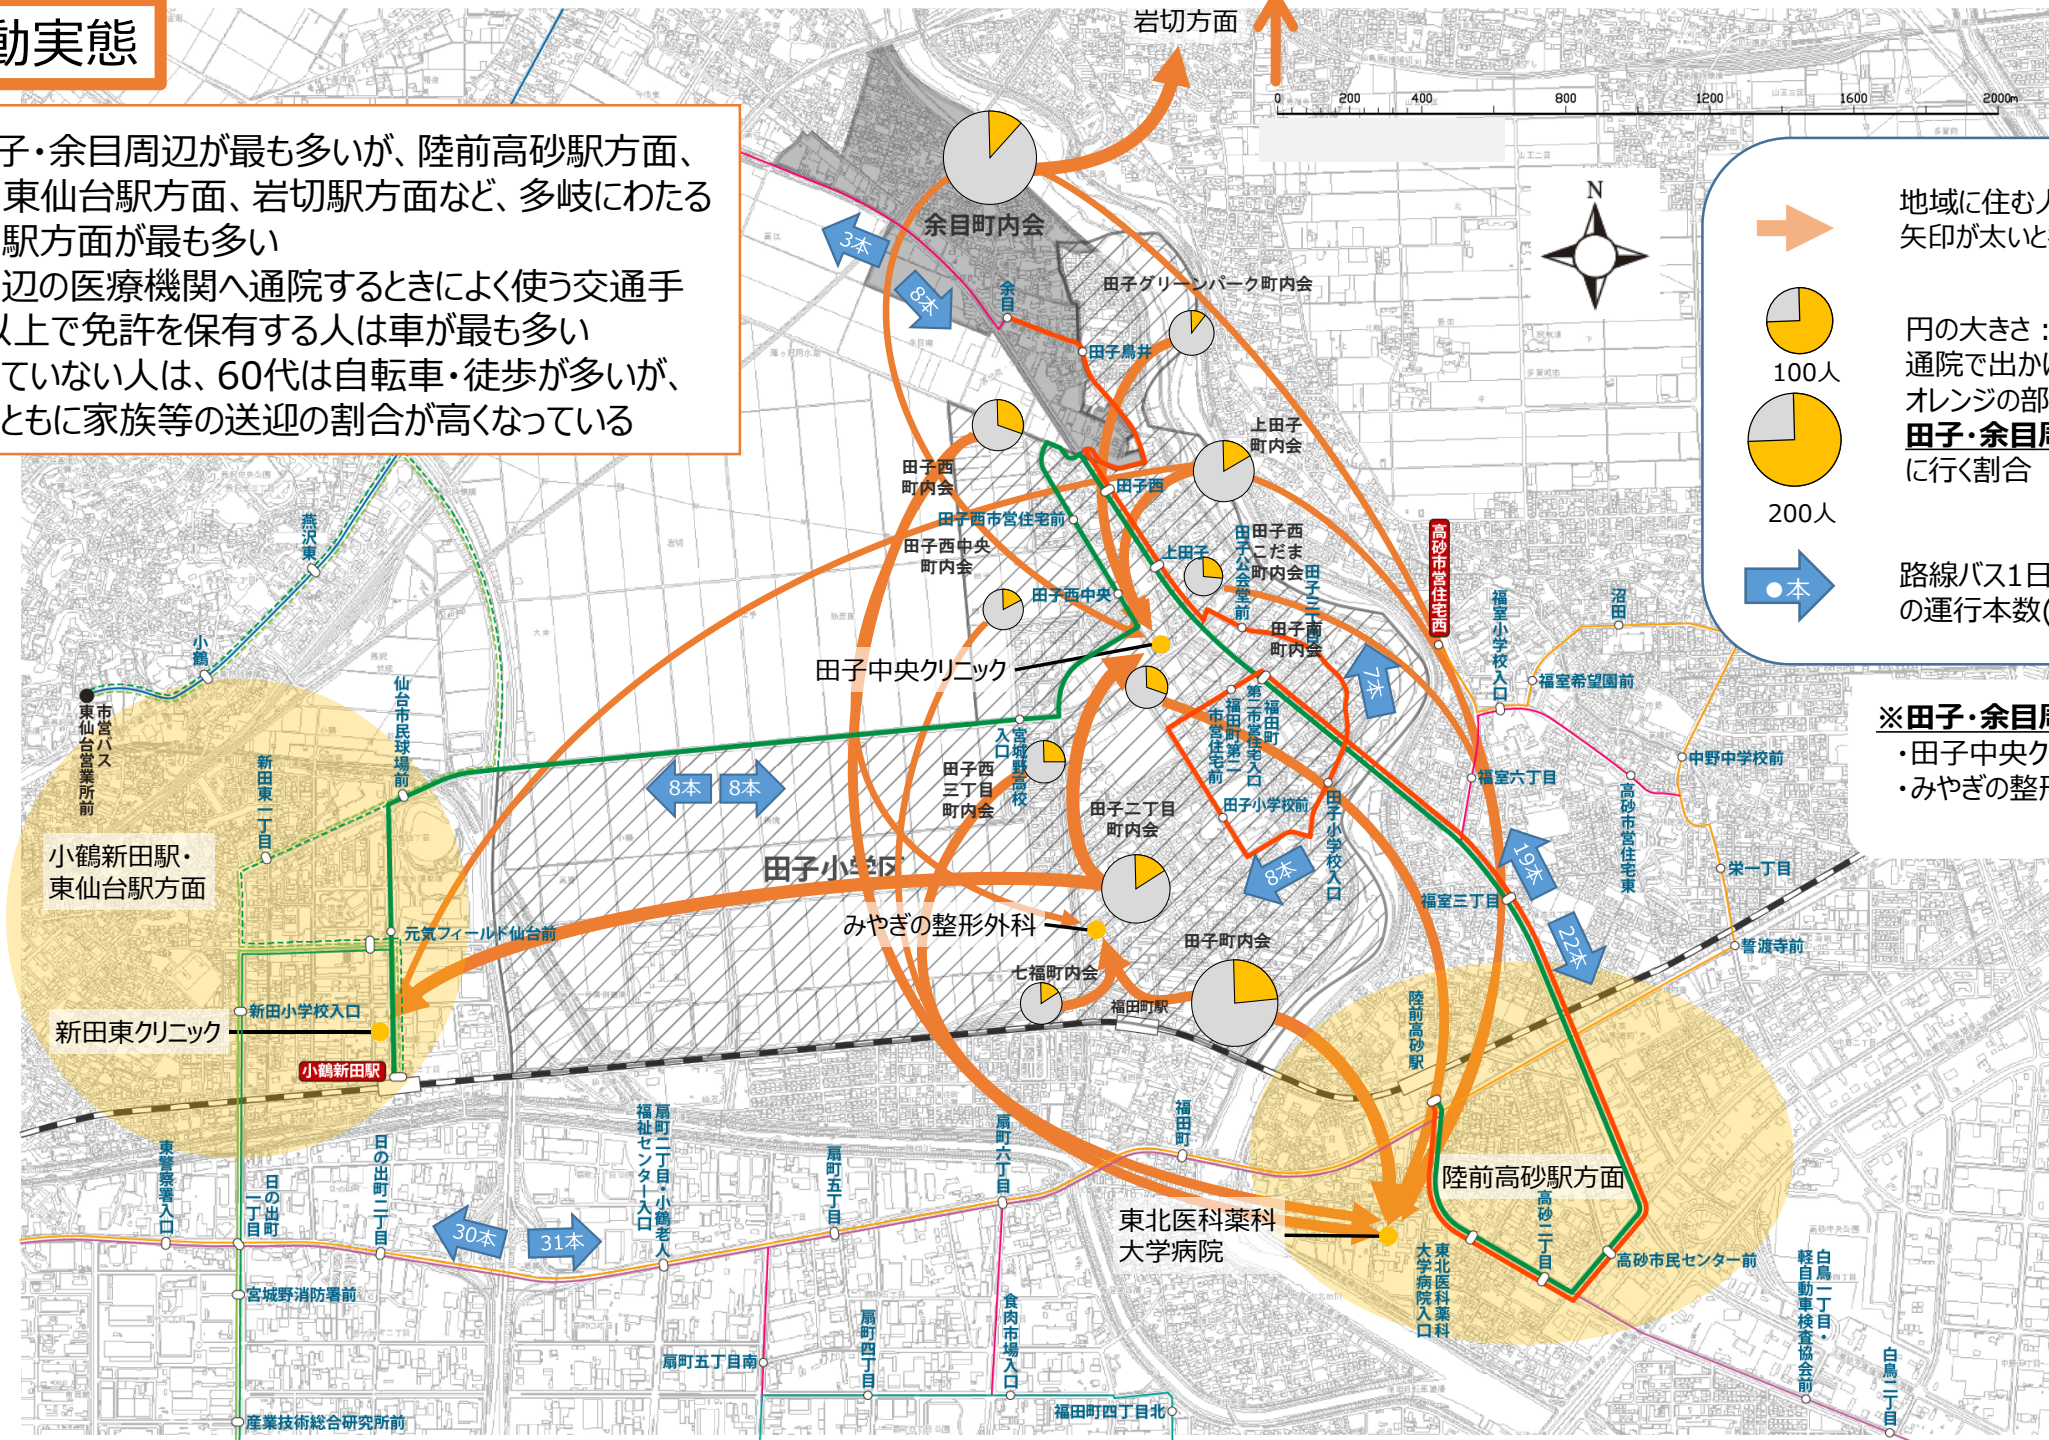 動実態
子・余目周辺が最も多いが、陸前高砂駅方面、
東仙台駅方面、岩切駅方面など、多岐にわたる
駅方面が最も多い
辺の医療機関へ通院するときによく使う交通手
以上で免許を保有する人は車が最も多い
ていない人は、60代は自転車・徒歩が多いが、
ともに家族等の送迎の割合が高くなっている
岩切方面
0 200 400 800 1200 1600 2000m
N
地域に住む人
矢印が太いと
100人
円の大きさ：
通院で出かけ
オレンジの部
田子・余目周
に行く割合
200人
●本
路線バス1日
の運行本数(
※田子・余目周
・田子中央ク
・みやぎの整形
余目町内会
3本
8本
余目
田子グリーンパーク町内会
田子鳥井
上田子
町内会
田子西
町内会
田子西
田子西市営住宅前
田子西中央
町内会
上田子
田子公会堂前
田子西
こだま
町内会
田子西中央
田子南
町内会
田子中央クリニック
高砂市営住宅西
福室小学校入口
沼田
福室希望園前
7本
福田町
第二市営住宅入口
福田町第二
市営住宅前
福室六丁目
中野中学校前
高砂市営住宅東
栄一丁目
誓渡寺前
燕沢東
小鶴
市営バス
東仙台営業所前
仙台市民球場前
新田東一丁目
小鶴新田駅・
東仙台駅方面
元気フィールド仙台前
新田小学校入口
新田東クリニック
小鶴新田駅
8本
8本
宮城野高校
入口
田子西
三丁目
町内会
田子小学区
田子二丁目
町内会
田子小学校前
田子小学校入口
8本
19本
福室三丁目
22本
みやぎの整形外科
田子町内会
七福町内会
福田町駅
陸前高砂駅
陸前高砂駅方面
東北医科薬科
大学病院
東北医科薬科
大学病院入口
高砂二丁目
高砂市民センター前
白鳥一丁目・
軽自動車検査協会前
白鳥二丁目
東警察署入口
日の出町
一丁目
日の出町二丁目
30本
31本
扇町二丁目・小鶴老人
福祉センター入口
扇町五丁目
扇町六丁目
福田町
宮城野消防署前
扇町五丁目南
扇町四丁目
食肉市場入口
福田町四丁目北
産業技術総合研究所前